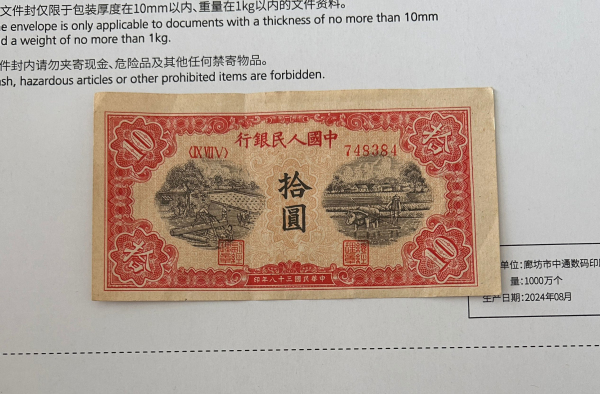 文件封仅限于包装厚度在10mm以内、重量在1kg以内的文件资料。
e envelope is only applicable to documents with a thickness of no more than 10mm
d a weight of no more than 1kg.
件封内请勿夹寄现金、危险品及其他任何禁寄物品。
sh, hazardous articles or other prohibited items are forbidden.
10
行銀民人國中
拾
〈IX VII V〉
748384
拾圓
拾
印年八十三國民華中
10
单位：廊坊市中通数码印
量：1000万个
生产日期：2024年08月